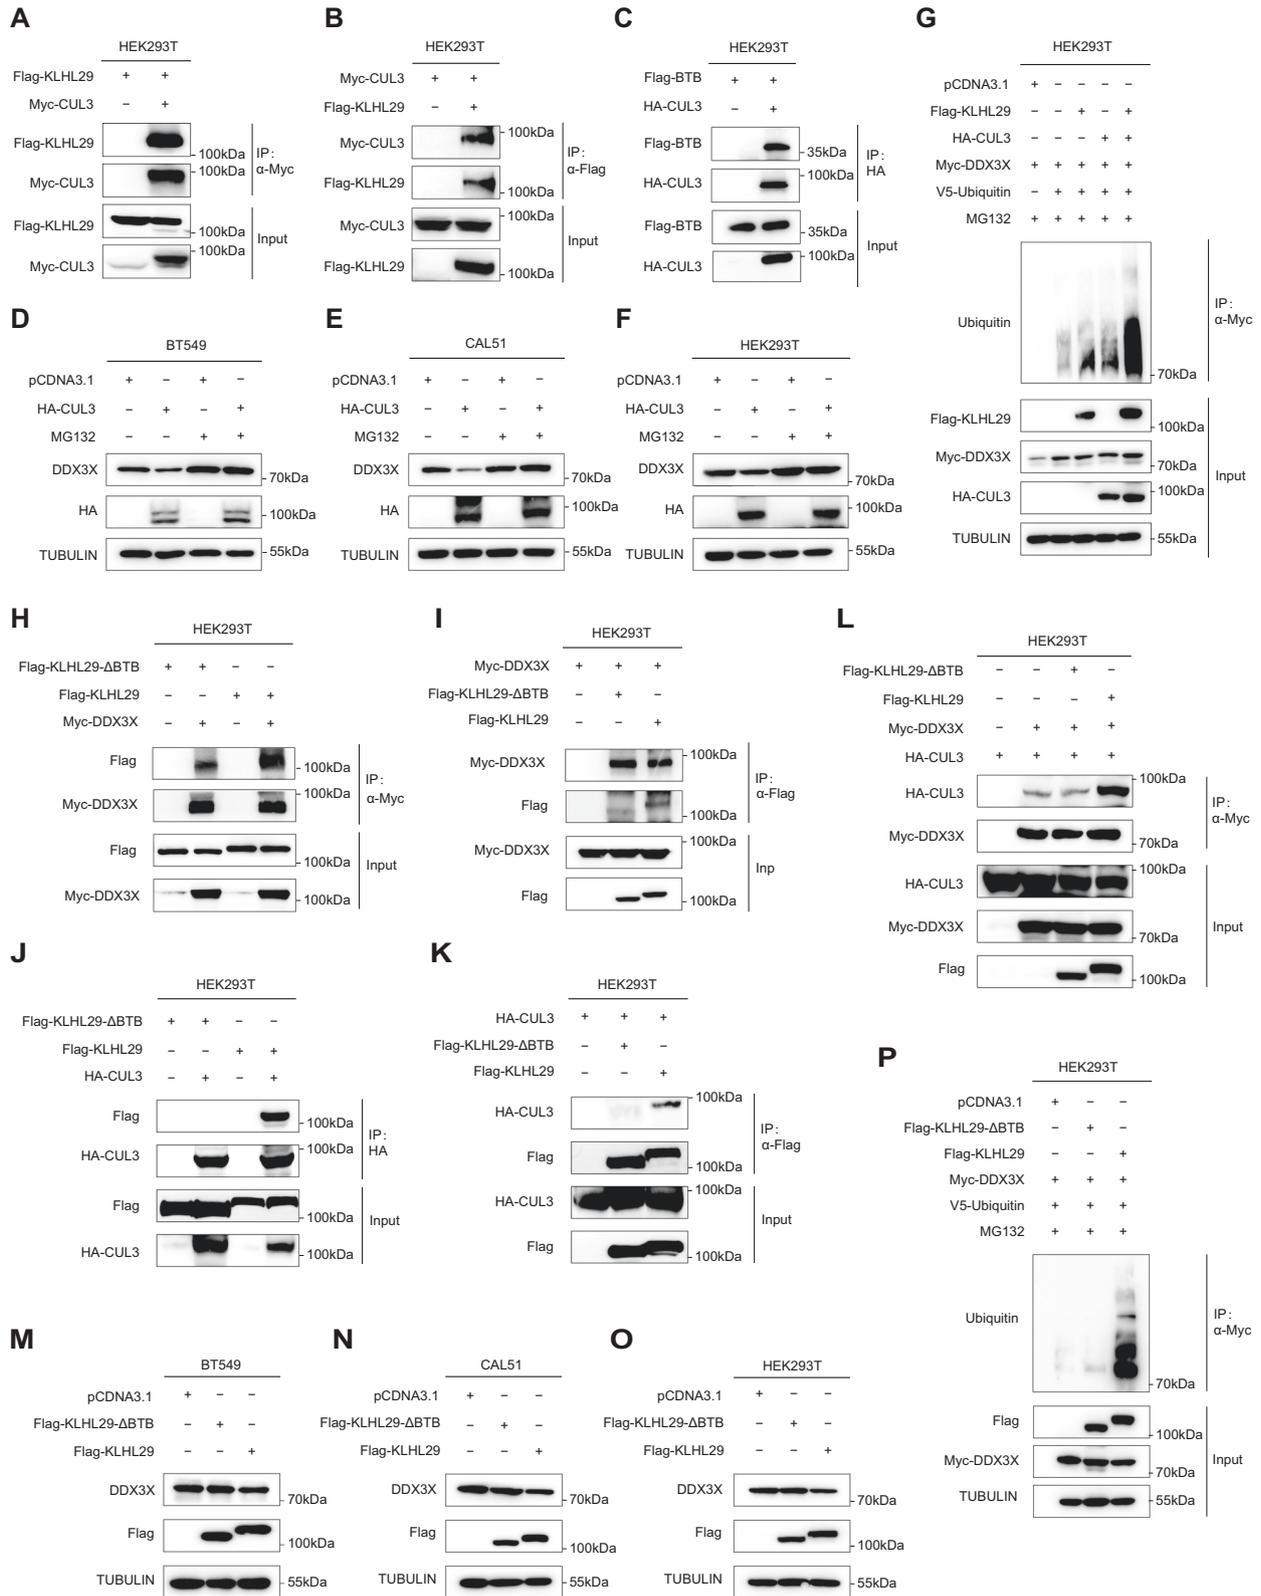 A
HEK293T
Flag-KLHL29 + +
Myc-CUL3 – +
Flag-KLHL29 100kDa
Myc-CUL3 100kDa
IP: α-Myc
Flag-KLHL29 100kDa
Myc-CUL3 100kDa
Input
B
HEK293T
Myc-CUL3 + +
Flag-KLHL29 – +
Myc-CUL3 100kDa
Flag-KLHL29 100kDa
IP: α-Flag
Myc-CUL3 100kDa
Flag-KLHL29 100kDa
Input
C
HEK293T
Flag-BTB + +
HA-CUL3 – +
Flag-BTB 35kDa
HA-CUL3 100kDa
IP: HA
Flag-BTB 35kDa
HA-CUL3 100kDa
Input
G
HEK293T
pCDNA3.1 + – – – –
Flag-KLHL29 – – + – +
HA-CUL3 – – – + +
Myc-DDX3X + + + + +
V5-Ubiquitin – + + + +
MG132 + + + + +
Ubiquitin 70kDa
IP: α-Myc
Flag-KLHL29 100kDa
Myc-DDX3X 70kDa
HA-CUL3 100kDa
TUBULIN 55kDa
Input
D
BT549
pCDNA3.1 + – + –
HA-CUL3 – + – +
MG132 – – + +
DDX3X 70kDa
HA 100kDa
TUBULIN 55kDa
E
CAL51
pCDNA3.1 + – + –
HA-CUL3 – + – +
MG132 – – + +
DDX3X 70kDa
HA 100kDa
TUBULIN 55kDa
F
HEK293T
pCDNA3.1 + – + –
HA-CUL3 – + – +
MG132 – – + +
DDX3X 70kDa
HA 100kDa
TUBULIN 55kDa
H
HEK293T
Flag-KLHL29-ΔBTB + + – –
Flag-KLHL29 – – + +
Myc-DDX3X – + – +
Flag 100kDa
Myc-DDX3X 100kDa
IP: α-Myc
Flag 100kDa
Myc-DDX3X 100kDa
Input
I
HEK293T
Myc-DDX3X + + +
Flag-KLHL29-ΔBTB – + –
Flag-KLHL29 – – +
Myc-DDX3X 100kDa
Flag 100kDa
IP: α-Flag
Myc-DDX3X 100kDa
Flag 100kDa
Inp
L
HEK293T
Flag-KLHL29-ΔBTB – – + –
Flag-KLHL29 – – – +
Myc-DDX3X – + + +
HA-CUL3 + + + +
HA-CUL3 100kDa
Myc-DDX3X 70kDa
IP: α-Myc
HA-CUL3 100kDa
Myc-DDX3X 70kDa
Flag 100kDa
Input
J
HEK293T
Flag-KLHL29-ΔBTB + + – –
Flag-KLHL29 – – + +
HA-CUL3 – + – +
Flag 100kDa
HA-CUL3 100kDa
IP: HA
Flag 100kDa
HA-CUL3 100kDa
Input
K
HEK293T
HA-CUL3 + + +
Flag-KLHL29-ΔBTB – + –
Flag-KLHL29 – – +
HA-CUL3 100kDa
Flag 100kDa
IP: α-Flag
HA-CUL3 100kDa
Flag 100kDa
Input
P
HEK293T
pCDNA3.1 + – –
Flag-KLHL29-ΔBTB – + –
Flag-KLHL29 – – +
Myc-DDX3X + + +
V5-Ubiquitin + + +
MG132 + + +
Ubiquitin 70kDa
IP: α-Myc
Flag 100kDa
Myc-DDX3X 70kDa
TUBULIN 55kDa
Input
M
BT549
pCDNA3.1 + – –
Flag-KLHL29-ΔBTB – + –
Flag-KLHL29 – – +
DDX3X 70kDa
Flag 100kDa
TUBULIN 55kDa
N
CAL51
pCDNA3.1 + – –
Flag-KLHL29-ΔBTB – + –
Flag-KLHL29 – – +
DDX3X 70kDa
Flag 100kDa
TUBULIN 55kDa
O
HEK293T
pCDNA3.1 + – –
Flag-KLHL29-ΔBTB – + –
Flag-KLHL29 – – +
DDX3X 70kDa
Flag 100kDa
TUBULIN 55kDa